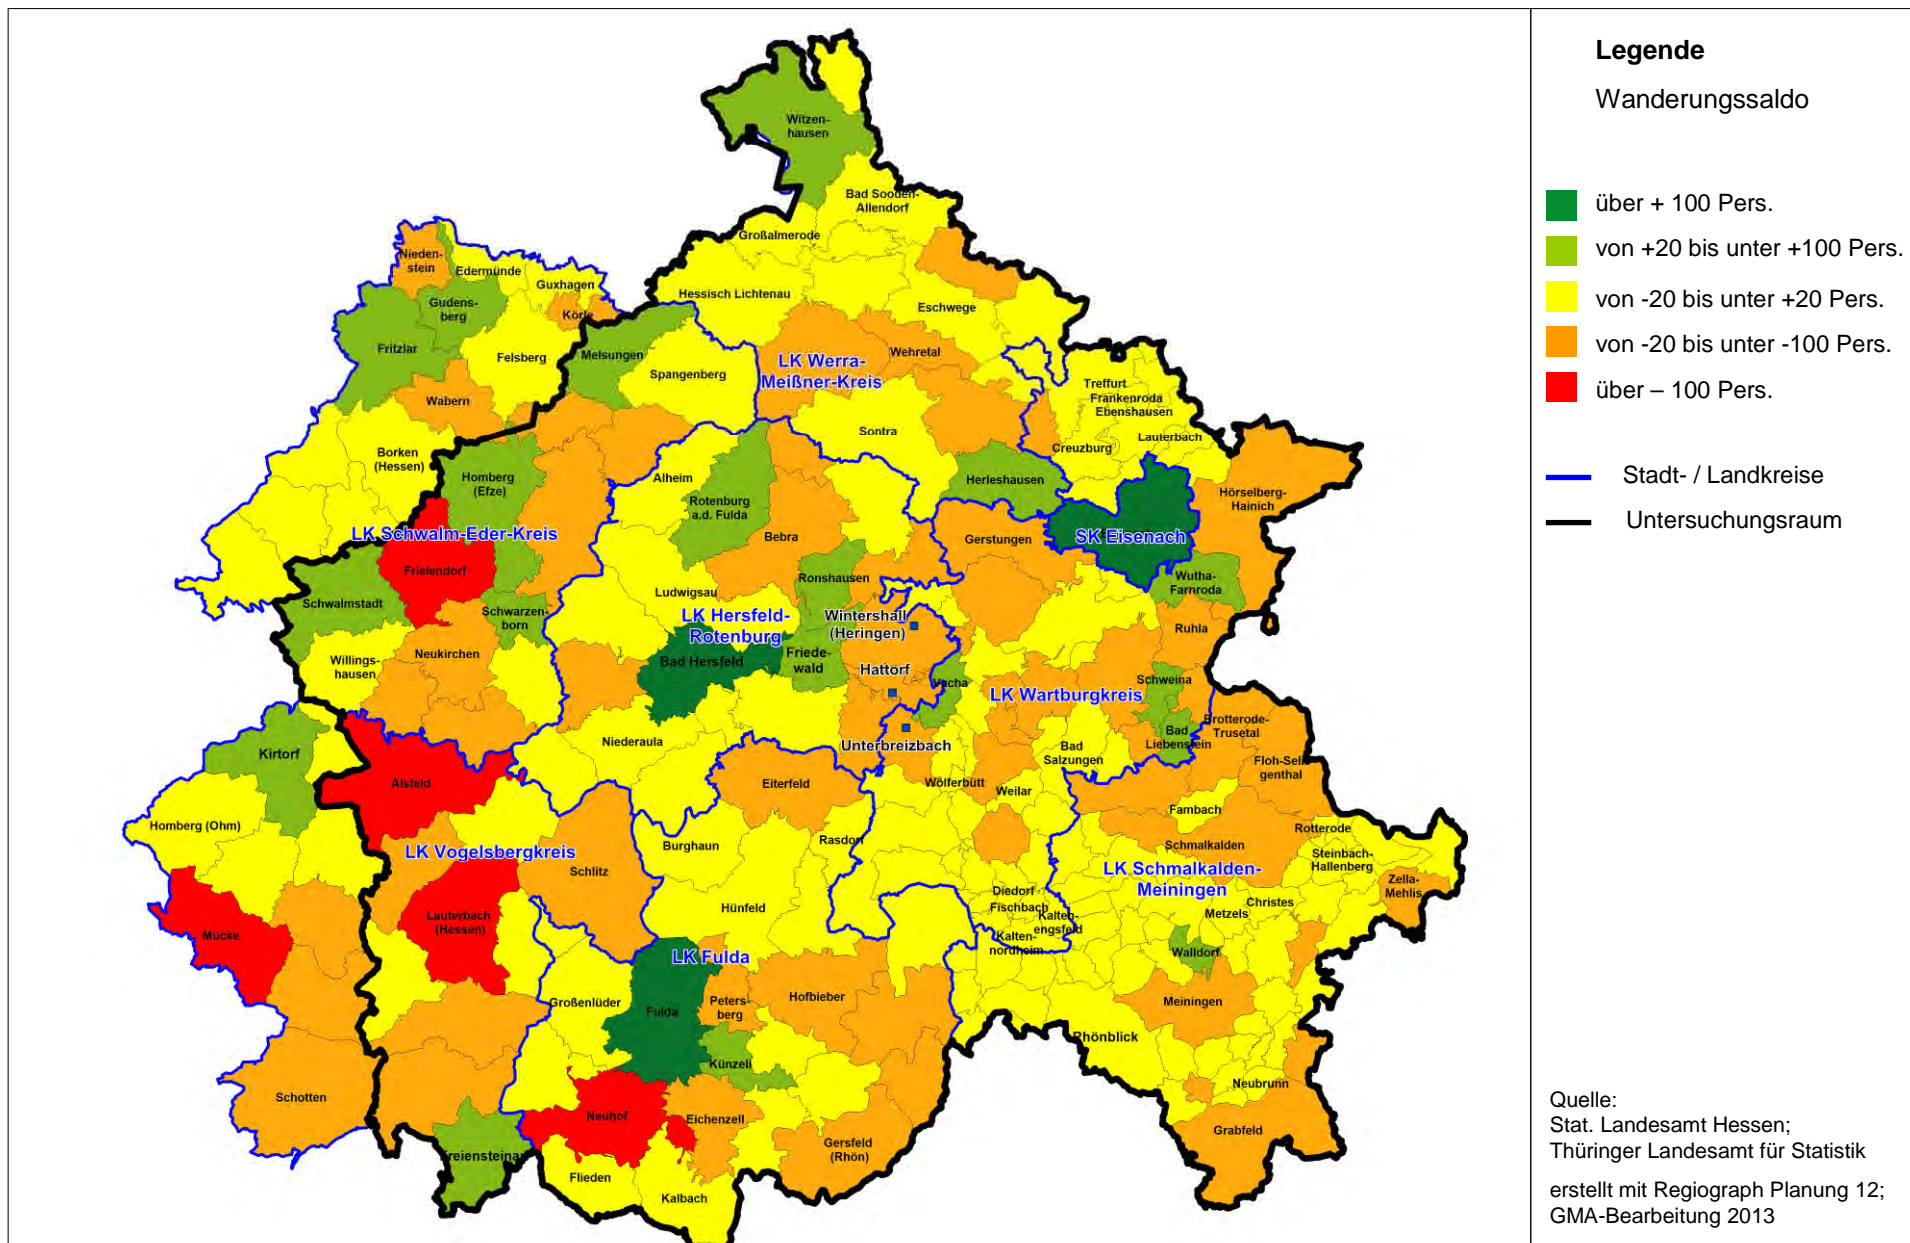 Legende
Wanderungssaldo
über + 100 Pers.
von +20 bis unter +100 Pers.
von -20 bis unter +20 Pers.
von -20 bis unter -100 Pers.
über – 100 Pers.
Stadt- / Landkreise
Untersuchungsraum
Quelle:
Stat. Landesamt Hessen;
Thüringer Landesamt für Statistik
erstellt mit Regiograph Planung 12;
GMA-Bearbeitung 2013
Witzen-
hausen
Bad Sooden-
Allendorf
Großalmerode
Hessisch Lichtenau
Eschwege
Nieden-
stein
Edermünde
Guxhagen
Gudens-
berg
Körle
Fritzlar
Felsberg
Melsungen
Spangenberg
LK Werra-
Meißner-Kreis
Wehretal
Wabern
Treffurt
Frankenroda
Ebenshausen
Lauterbach
Creuzburg
Sontra
Borken
(Hessen)
Homberg
(Efze)
Alheim
Rotenburg
a.d. Fulda
Herleshausen
Hörselberg-
Hainich
LK Schwalm-Eder-Kreis
Bebra
Gerstungen
SK Eisenach
Frielendorf
Ronshausen
Wutha-
Farnroda
Schwalmstadt
Schwarzen-
born
Ludwigsau
LK Hersfeld-
Rotenburg
Wintershall
(Heringen)
Ruhla
Neukirchen
Willings-
hausen
Bad Hersfeld
Friede-
wald
Hattorf
Vacha
LK Wartburgkreis
Schweina
Brotterode-
Trusetal
Bad
Liebenstein
Kirtorf
Niederaula
Unterbreizbach
Bad
Salzungen
Floh-Seli-
genthal
Alsfeld
Eiterfeld
Wölferbütt
Weilar
Fambach
Homberg (Ohm)
Rasdorf
Burghaun
Rotterode
Schmalkalden
LK Vogelsbergkreis
Schlitz
Steinbach-
Hallenberg
LK Schmalkalden-
Meiningen
Zella-
Mehlis
Lauterbach
(Hessen)
Hünfeld
Diedorf
Fischbach
Christes
Metzels
Kalten-
engsfeld
Mücke
Kalten-
nordheim
Walldorf
LK Fulda
Großenlüder
Fulda
Peters-
berg
Hofbieber
Meiningen
Rhönblick
Künzell
Neubrunn
Schotten
Neuhof
Eichenzell
Gersfeld
(Rhön)
Grabfeld
Freiensteinau
Flieden
Kalbach